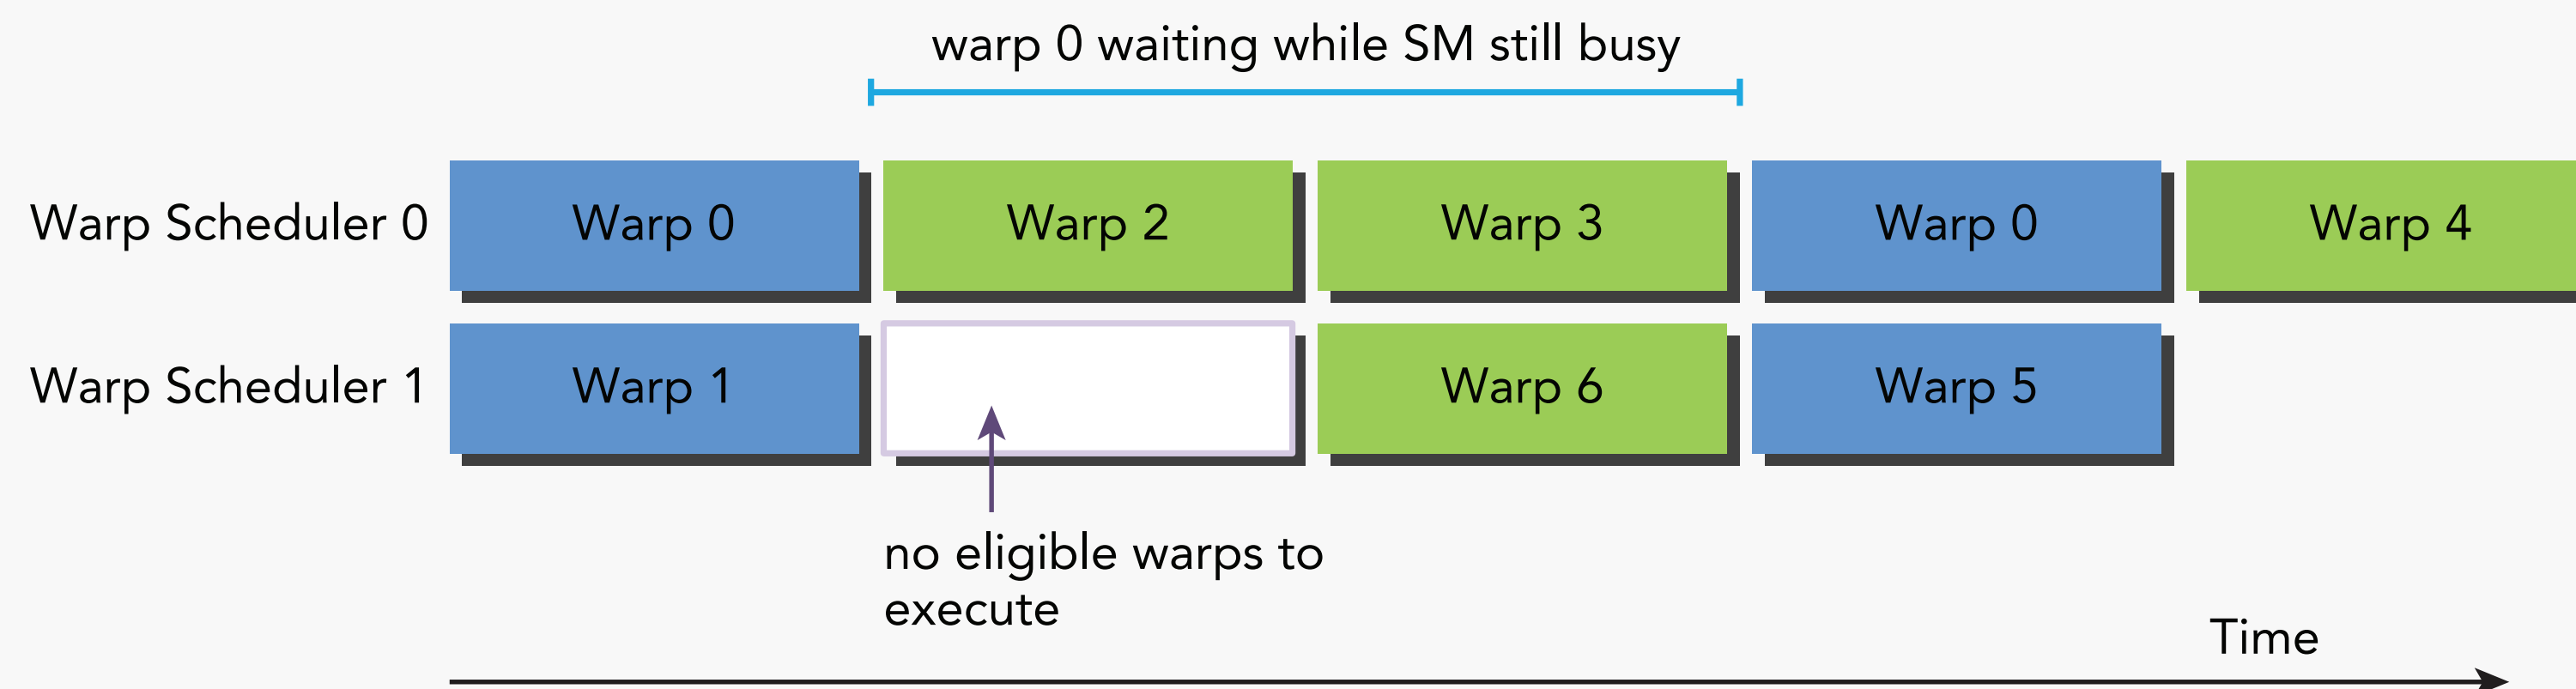 warp 0 waiting while SM still busy
Warp Scheduler 0 Warp 0 Warp 2 Warp 3 Warp 0 Warp 4
Warp Scheduler 1 Warp 1 Warp 6 Warp 5
no eligible warps to
execute
Time